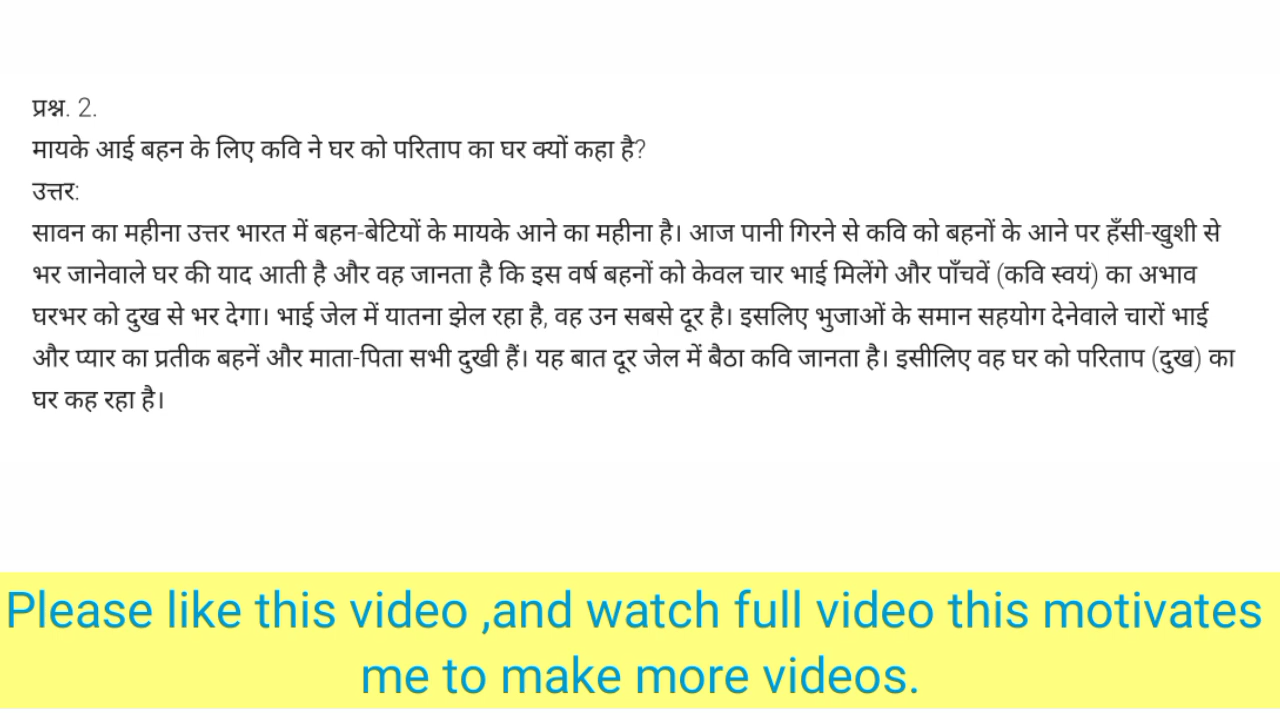 प्रश्न. 2.
मायके आई बहन के लिए कवि ने घर को परिताप का घर क्यों कहा है?
उत्तर:
सावन का महीना उत्तर भारत में बहन-बेटियों के मायके आने का महीना है। आज पानी गिरने से कवि को बहनों के आने पर हँसी-खुशी से
भर जानेवाले घर की याद आती है और वह जानता है कि इस वर्ष बहनों को केवल चार भाई मिलेंगे और पाँचवें (कवि स्वयं) का अभाव
घरभर को दुख से भर देगा। भाई जेल में यातना झेल रहा है, वह उन सबसे दूर है। इसलिए भुजाओं के समान सहयोग देनेवाले चारों भाई
और प्यार का प्रतीक बहनें और माता-पिता सभी दुखी हैं। यह बात दूर जेल में बैठा कवि जानता है। इसीलिए वह घर को परिताप (दुख) का
घर कह रहा है।
Please like this video ,and watch full video this motivates
me to make more videos.